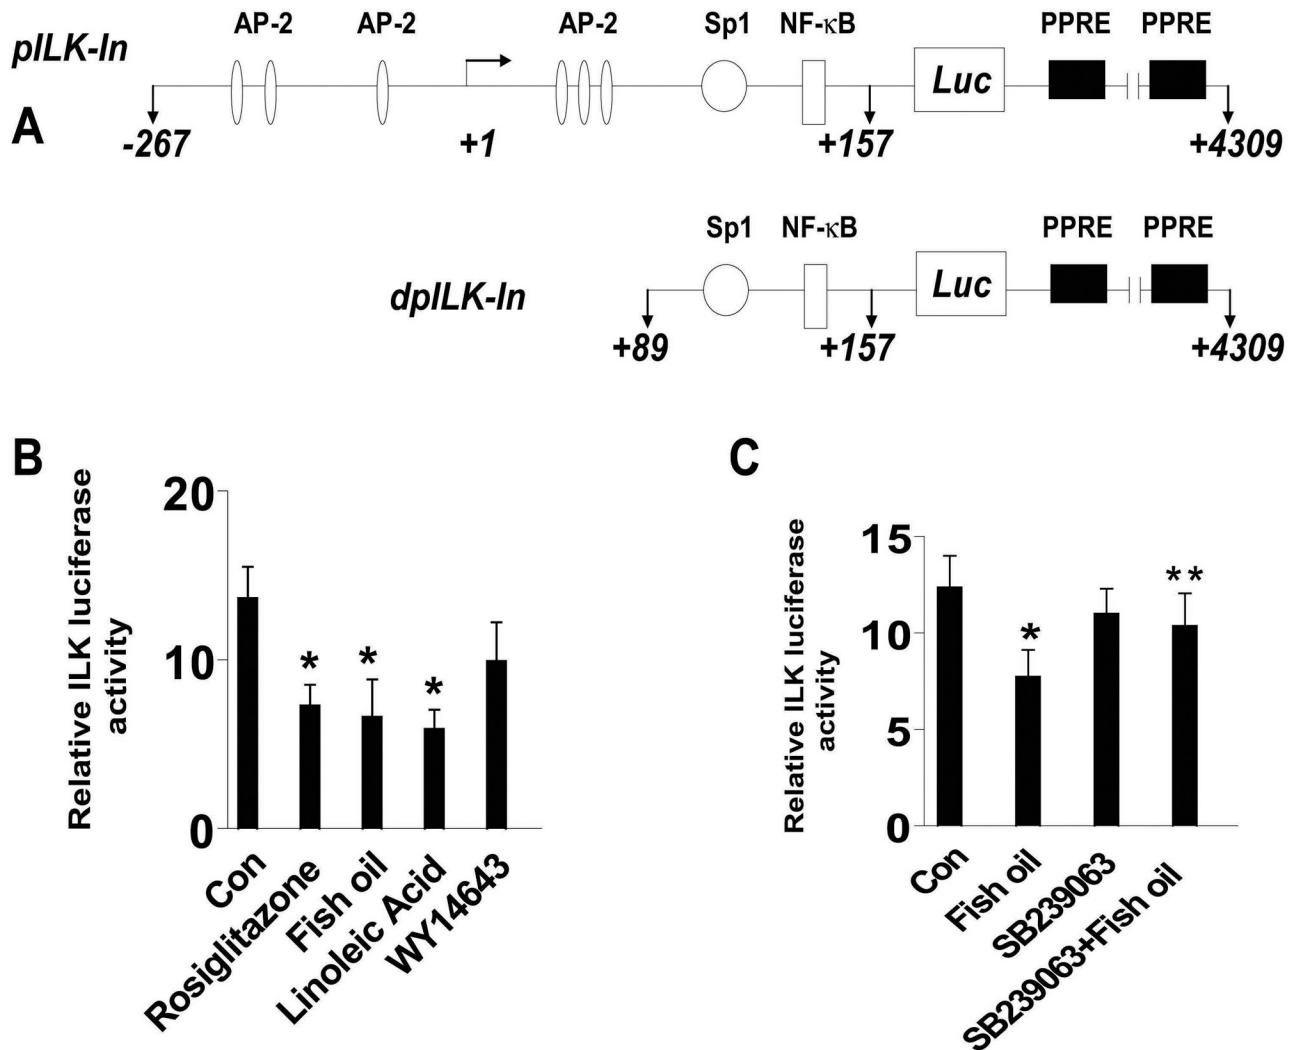 AP-2 AP-2 AP-2 Sp1 NF-κB PPRE PPRE
pILK-In
Luc
A
-267 +1 +157 +4309
Sp1 NF-κB PPRE PPRE
dpILK-In
Luc
+89 +157 +4309
B
Relative ILK luciferase
activity
20
10
0
*
*
*
Con
Rosiglitazone
Fish oil
Linoleic Acid
WY14643
C
Relative ILK luciferase
activity
15
10
5
0
*
**
Con
Fish oil
SB239063
SB239063+Fish oil